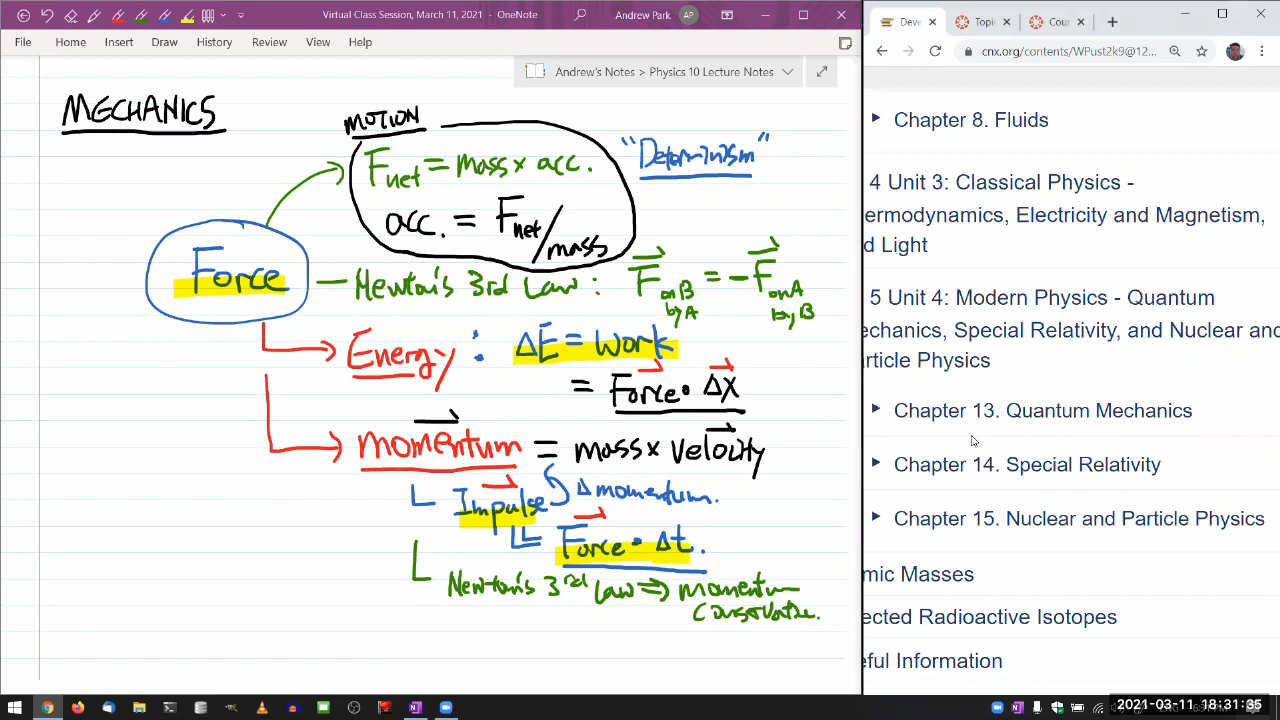 Virtual Class Session, March 11, 2021 - OneNote
Andrew Park
AP
File Home Insert Draw History Review View Help
Andrew's Notes > Physics 10 Lecture Notes
MECHANICS
MOTION
Fnet = mass x acc.
"Determinism"
acc. = Fnet/mass
Force
Newton's 3rd Law : F on B by A = - F on A by B
Energy : ΔE = Work
= Force · Δx
momentum = mass x velocity
Impulse
Δmomentum.
Force · Δt.
Newton's 3rd Law ⇒ momentum
Deve
Topi
Cour
cnx.org/contents/WPust2k9@12...
Chapter 8. Fluids
4 Unit 3: Classical Physics -
ermodynamics, Electricity and Magnetism,
d Light
5 Unit 4: Modern Physics - Quantum
echanics, Special Relativity, and Nuclear and
article Physics
Chapter 13. Quantum Mechanics
Chapter 14. Special Relativity
Chapter 15. Nuclear and Particle Physics
mic Masses
ected Radioactive Isotopes
eful Information
2021-03-11 18:31:35